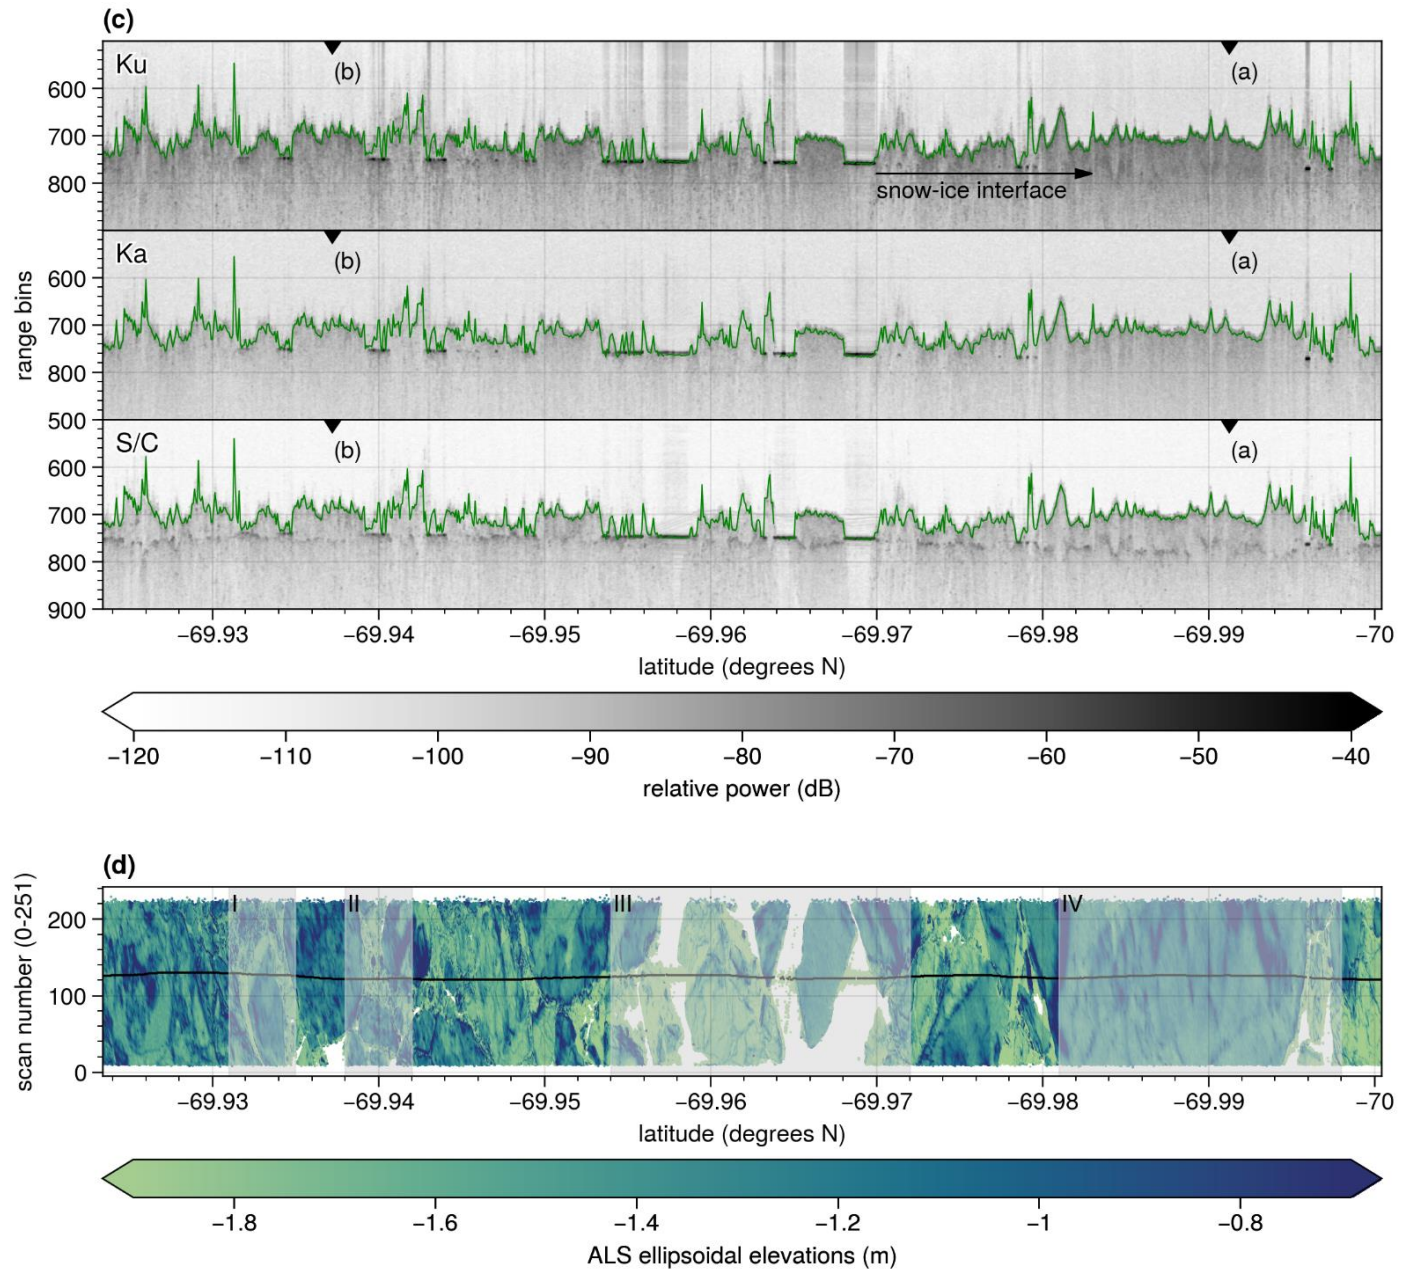 (c)
Ku
(b)
(a)
600
700
800
snow-ice interface
Ka
(b)
(a)
600
700
800
range bins
500
S/C
(b)
(a)
600
700
800
900
−69.93 −69.94 −69.95 −69.96 −69.97 −69.98 −69.99 −70
latitude (degrees N)
−120 −110 −100 −90 −80 −70 −60 −50 −40
relative power (dB)
(d)
I II III IV
200
100
0
scan number (0-251)
−69.93 −69.94 −69.95 −69.96 −69.97 −69.98 −69.99 −70
latitude (degrees N)
−1.8 −1.6 −1.4 −1.2 −1 −0.8
ALS ellipsoidal elevations (m)